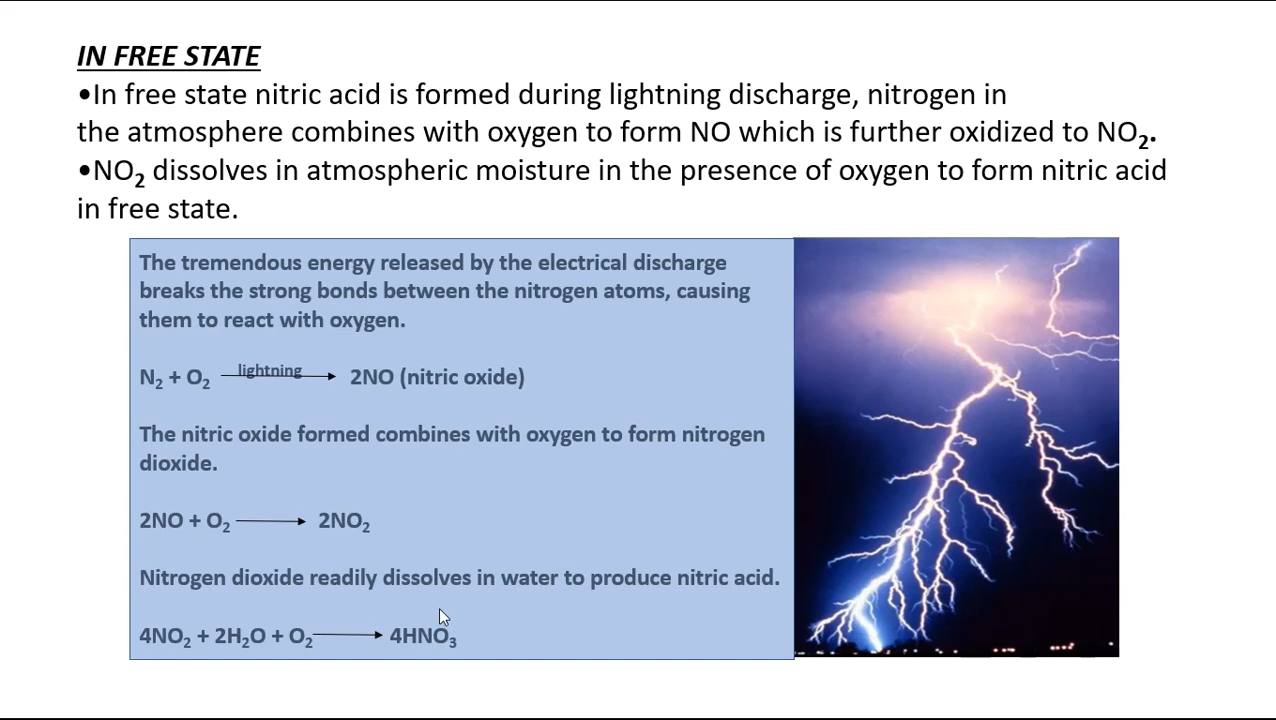 IN FREE STATE
•In free state nitric acid is formed during lightning discharge, nitrogen in
the atmosphere combines with oxygen to form NO which is further oxidized to NO₂.
•NO₂ dissolves in atmospheric moisture in the presence of oxygen to form nitric acid
in free state.
The tremendous energy released by the electrical discharge
breaks the strong bonds between the nitrogen atoms, causing
them to react with oxygen.
N₂ + O₂ lightning → 2NO (nitric oxide)
The nitric oxide formed combines with oxygen to form nitrogen
dioxide.
2NO + O₂ → 2NO₂
Nitrogen dioxide readily dissolves in water to produce nitric acid.
4NO₂ + 2H₂O + O₂ → 4HNO₃